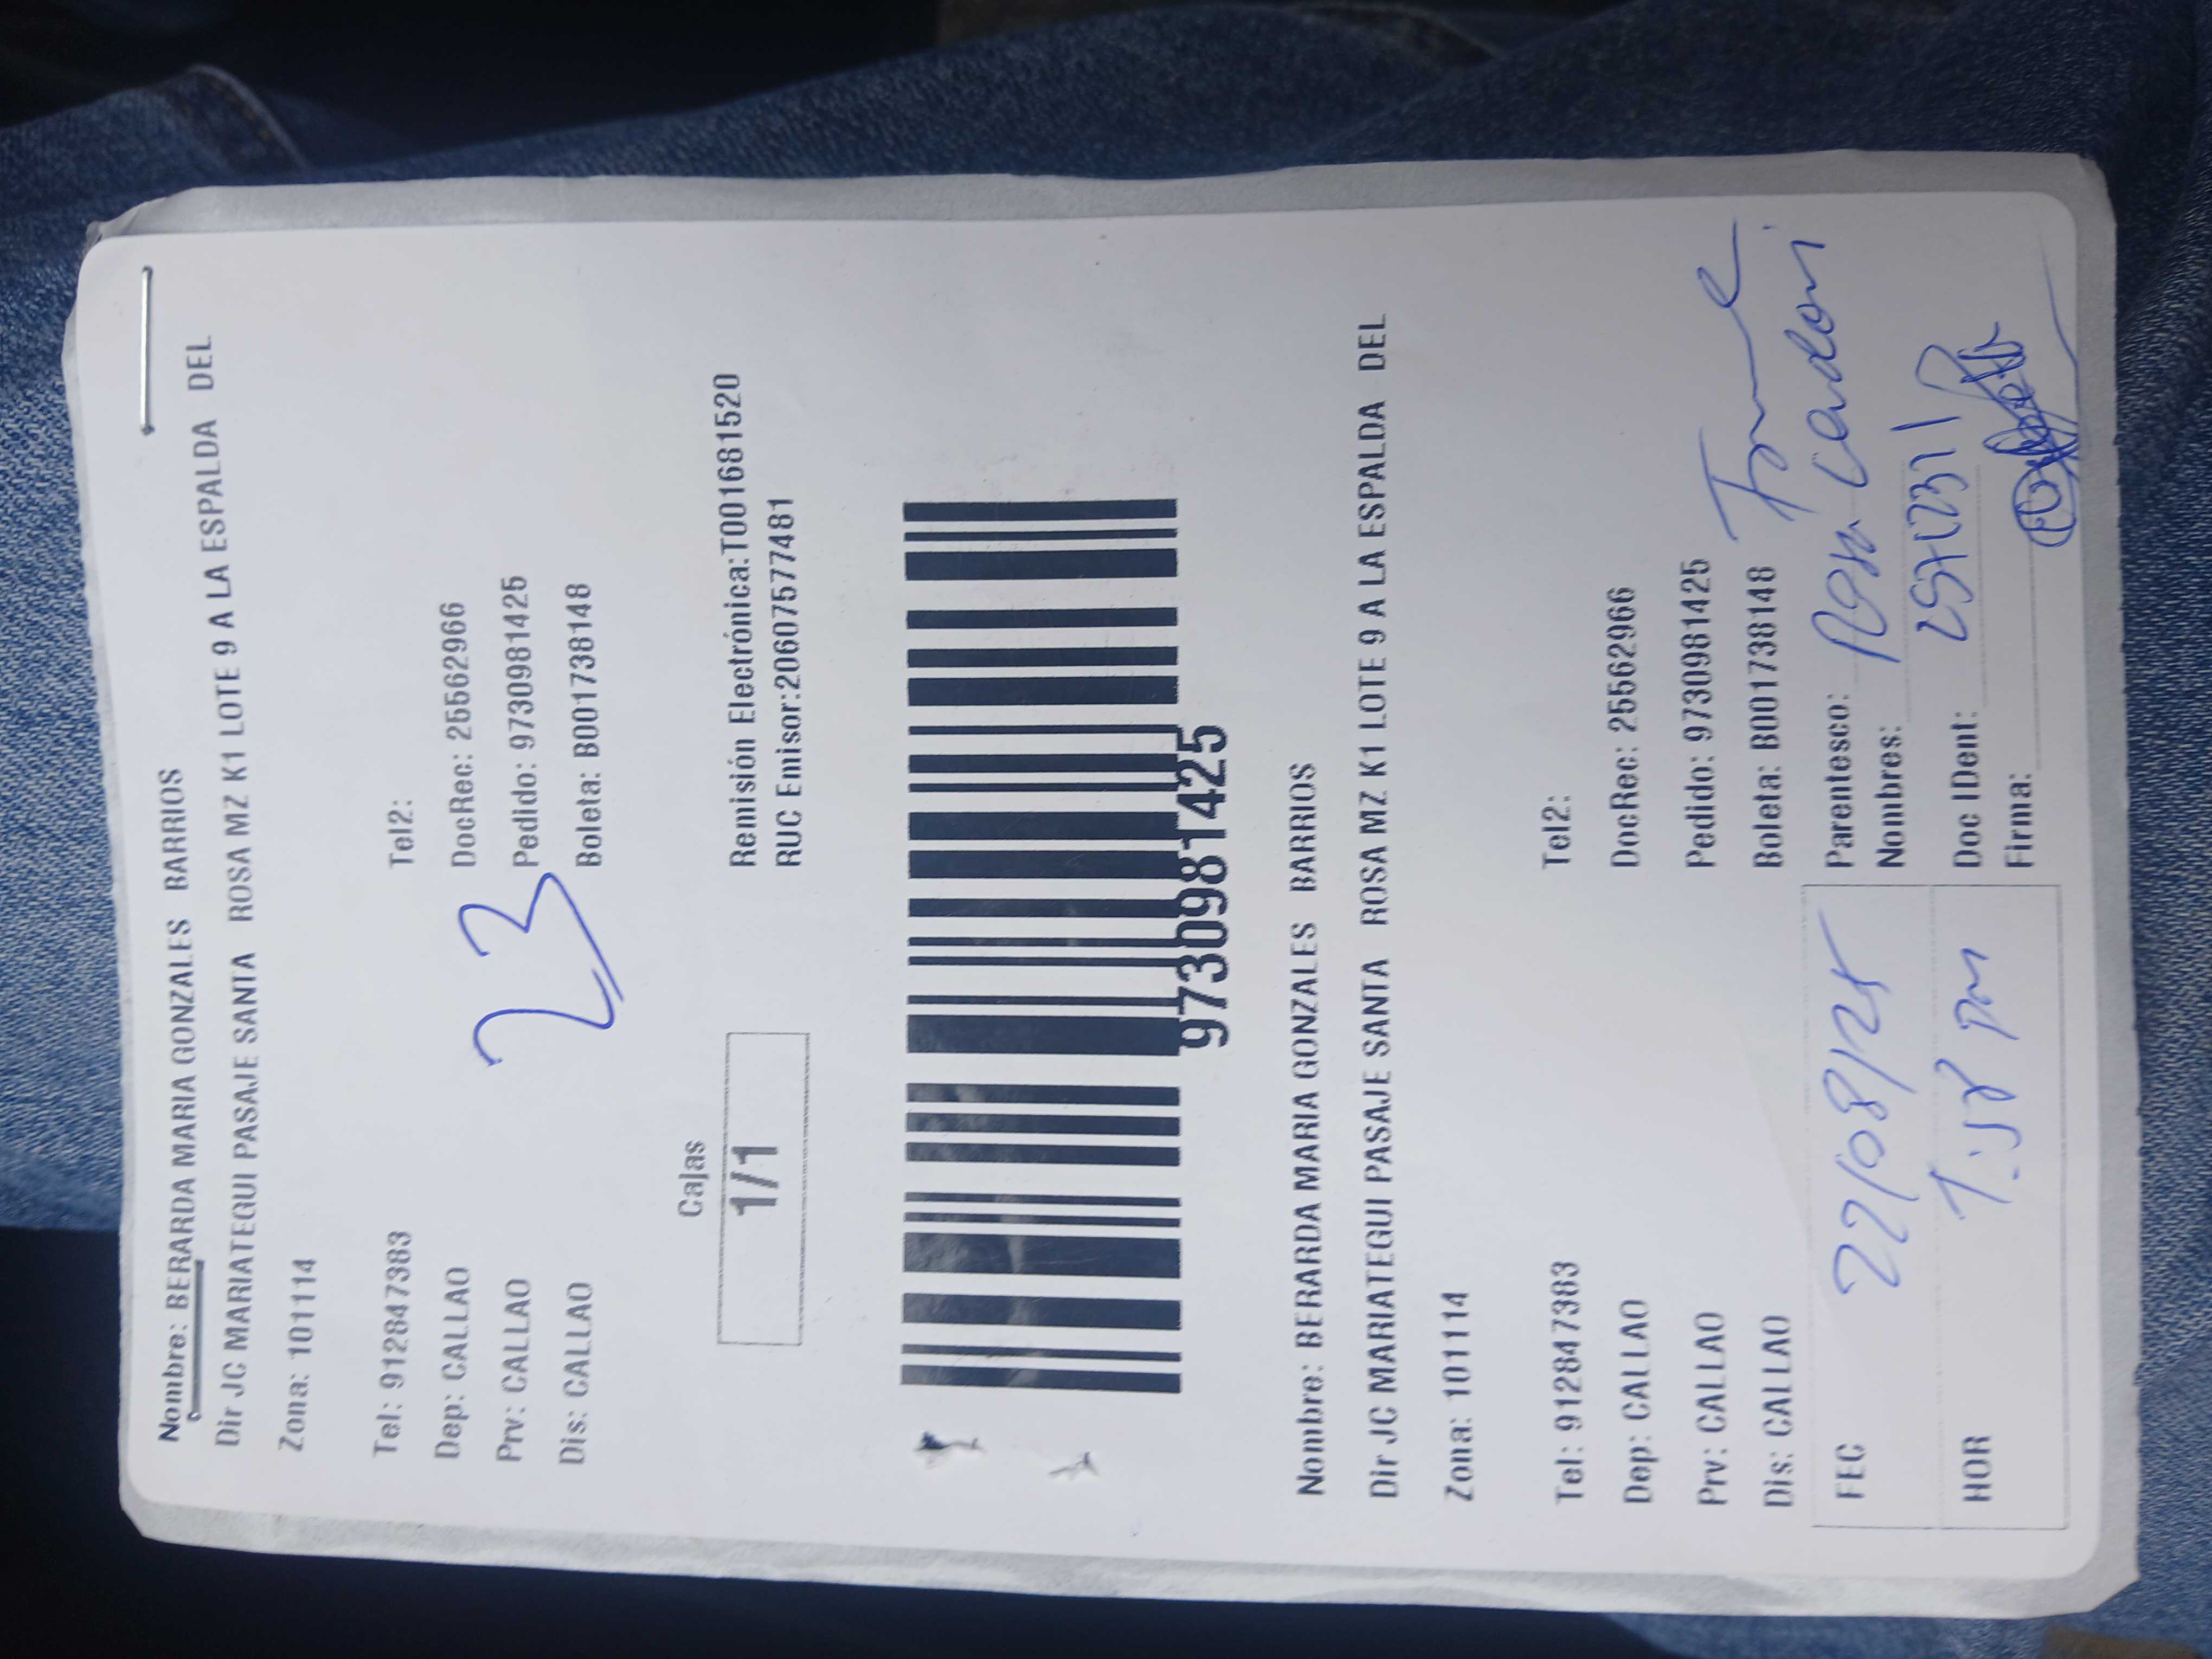 Nombre: BERARDA MARIA GONZALES BARRIOS
Dir JC MARIATEGUI PASAJE SANTA ROSA MZ K1 LOTE 9 A LA ESPALDA DEL
Zona: 101114
Tel: 912847383 Tel2:
Dep: CALLAO DocRec: 25562966
Prv: CALLAO Pedido: 9730981425
Dis: CALLAO Boleta: B001738148
23
Cajas
1/1
Remisión Electrónica:T001681520
RUC Emisor:20607577481
9730981425
Nombre: BERARDA MARIA GONZALES BARRIOS
Dir JC MARIATEGUI PASAJE SANTA ROSA MZ K1 LOTE 9 A LA ESPALDA DEL
Zona: 101114
Tel: 912847383 Tel2:
Dep: CALLAO DocRec: 25562966
Prv: CALLAO Pedido: 9730981425
Dis: CALLAO Boleta: B001738148
FEC 22/08/25 Parentesco:
Nombres:
HOR Doc IDent:
Firma: